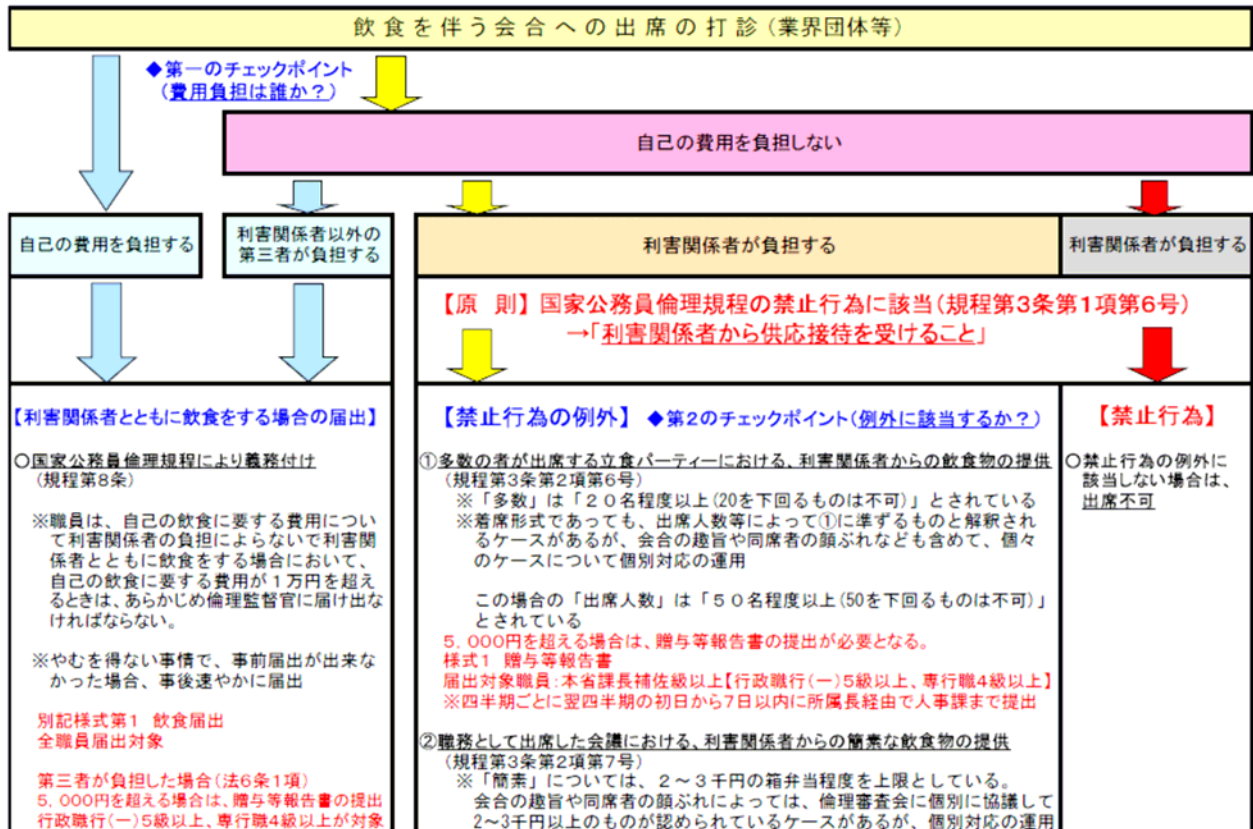 飲食を伴う会合への出席の打診(業界団体等)
◆第一のチェックポイント
(費用負担は誰か?)
自己の費用を負担しない
自己の費用を負担する
利害関係者以外の
第三者が負担する
利害関係者が負担する
利害関係者が負担する
【原 則】国家公務員倫理規程の禁止行為に該当(規程第3条第1項第6号)
→「利害関係者から供応接待を受けること」
【利害関係者とともに飲食をする場合の届出】
○国家公務員倫理規程により義務付け
(規程第8条)
※職員は、自己の飲食に要する費用につい
て利害関係者の負担によらないで利害関
係者とともに飲食をする場合において、
自己の飲食に要する費用が1万円を超え
るときは、あらかじめ倫理監督官に届け出な
ければならない。
※やむを得ない事情で、事前届出が出来な
かった場合、事後速やかに届出
別記様式第1 飲食届出
全職員届出対象
第三者が負担した場合(法6条1項)
5,000円を超える場合は、贈与等報告書の提出
行政職行(一)5級以上、専行職4級以上が対象
【禁止行為の例外】 ◆第2のチェックポイント(例外に該当するか?)
①多数の者が出席する立食パーティーにおける、利害関係者からの飲食物の提供
(規程第3条第2項第6号)
※「多数」は「20名程度以上(20を下回るものは不可)」とされている
※着席形式であっても、出席人数等によって①に準ずるものと解釈され
るケースがあるが、会合の趣旨や同席者の顔ぶれなども含めて、個々
のケースについて個別対応の運用
この場合の「出席人数」は「50名程度以上(50を下回るものは不可)」
とされている
5,000円を超える場合は、贈与等報告書の提出が必要となる。
様式1 贈与等報告書
届出対象職員:本省課長補佐級以上【行政職行(一)5級以上、専行職4級以上】
※四半期ごとに翌四半期の初日から7日以内に所属長経由で人事課まで提出
②職務として出席した会議における、利害関係者からの簡素な飲食物の提供
(規程第3条第2項第7号)
※「簡素」については、2~3千円の箱弁当程度を上限としている。
会合の趣旨や同席者の顔ぶれによっては、倫理審査会に個別に協議して
2~3千円以上のものが認められているケースがあるが、個別対応の運用
【禁止行為】
○禁止行為の例外に
該当しない場合は、
出席不可